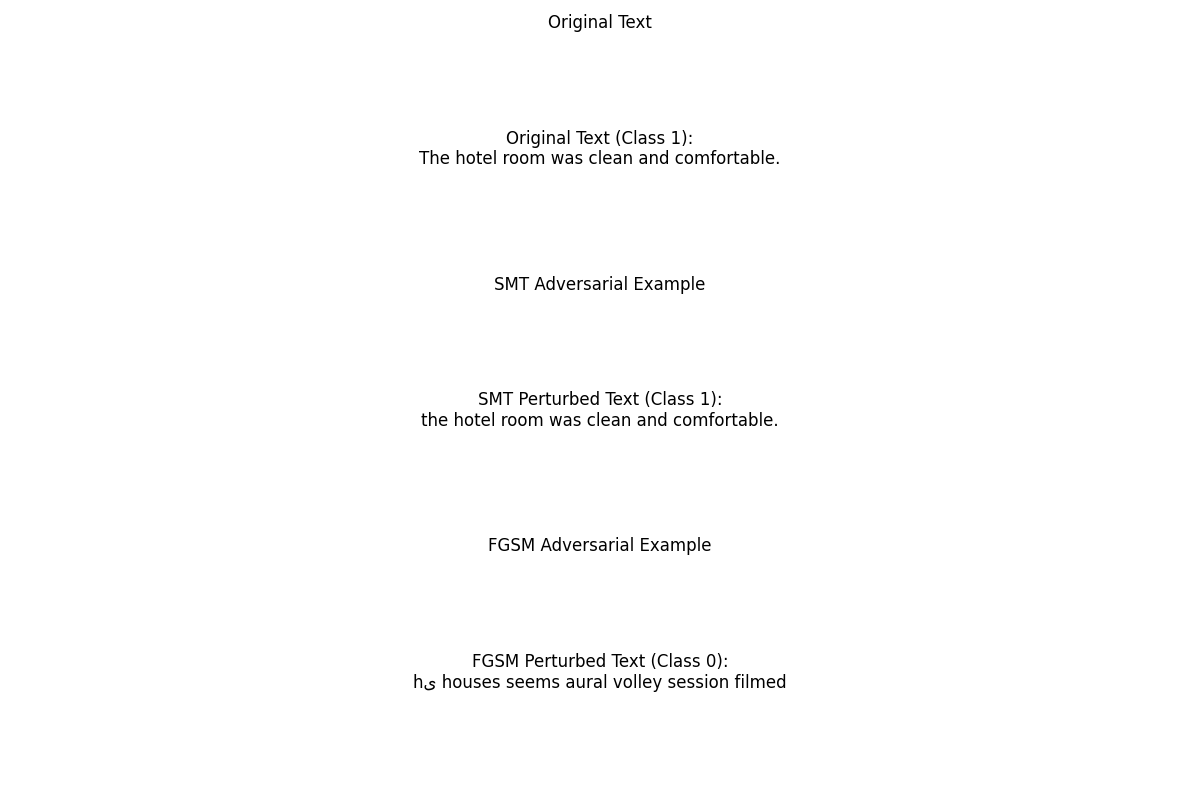 Original Text
Original Text (Class 1):
The hotel room was clean and comfortable.
SMT Adversarial Example
SMT Perturbed Text (Class 1):
the hotel room was clean and comfortable.
FGSM Adversarial Example
FGSM Perturbed Text (Class 0):
hى houses seems aural volley session filmed